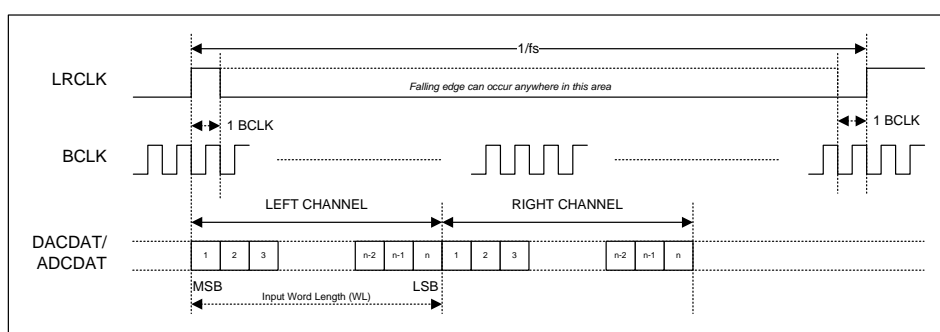 1/fs
LRCLK
Falling edge can occur anywhere in this area
1 BCLK
1 BCLK
BCLK
LEFT CHANNEL
RIGHT CHANNEL
DACDAT/
ADCDAT
1 2 3 n-2 n-1 n 1 2 3 n-2 n-1 n
MSB
LSB
Input Word Length (WL)